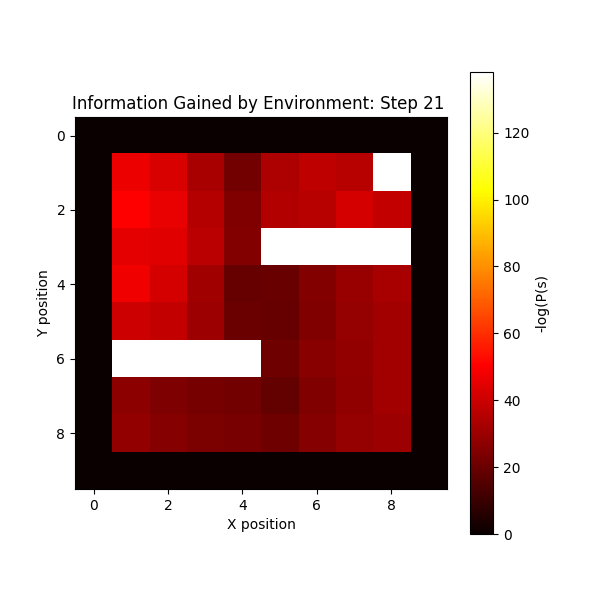 Information Gained by Environment: Step 21
0
2
4
6
8
Y position
0 2 4 6 8
X position
120
100
80
60
40
20
0
-log(P(s)